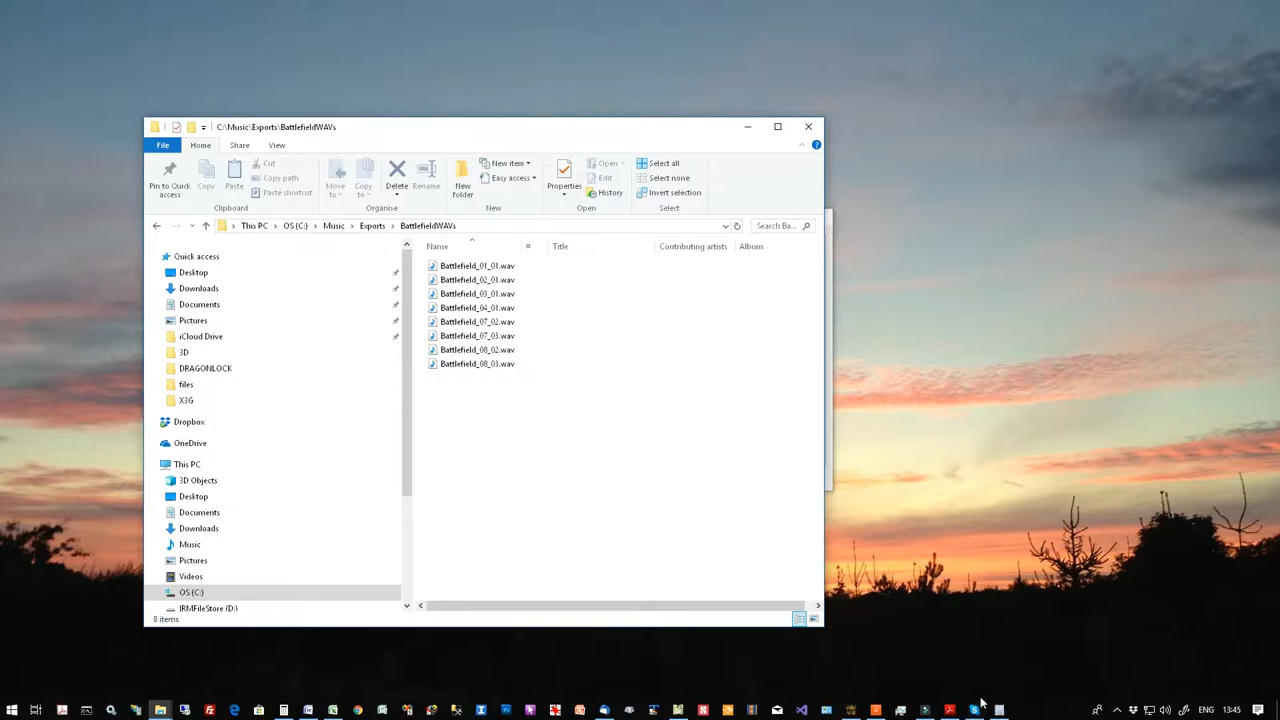 C:\Music\Exports\BattlefieldWAVs
File Home Share View
Pin to Quick access
Copy
Paste
Cut
Copy path
Paste shortcut
Move to
Copy to
Delete
Rename
New folder
New item
Easy access
Properties
Open
Edit
History
Select all
Select none
Invert selection
Clipboard Organise New Open Select
This PC OS (C:) Music Exports BattlefieldWAVs
Search Ba...
Name # Title Contributing artists Album
Quick access
Desktop
Downloads
Documents
Pictures
iCloud Drive
3D
DRAGONLOCK
files
X3G
Dropbox
OneDrive
This PC
3D Objects
Desktop
Downloads
Documents
Music
Pictures
Videos
OS (C:)
IRMFileStore (D:)
Battlefield_01_01.wav
Battlefield_02_01.wav
Battlefield_03_01.wav
Battlefield_04_01.wav
Battlefield_07_02.wav
Battlefield_07_03.wav
Battlefield_08_02.wav
Battlefield_08_03.wav
8 items
ENG 13:45